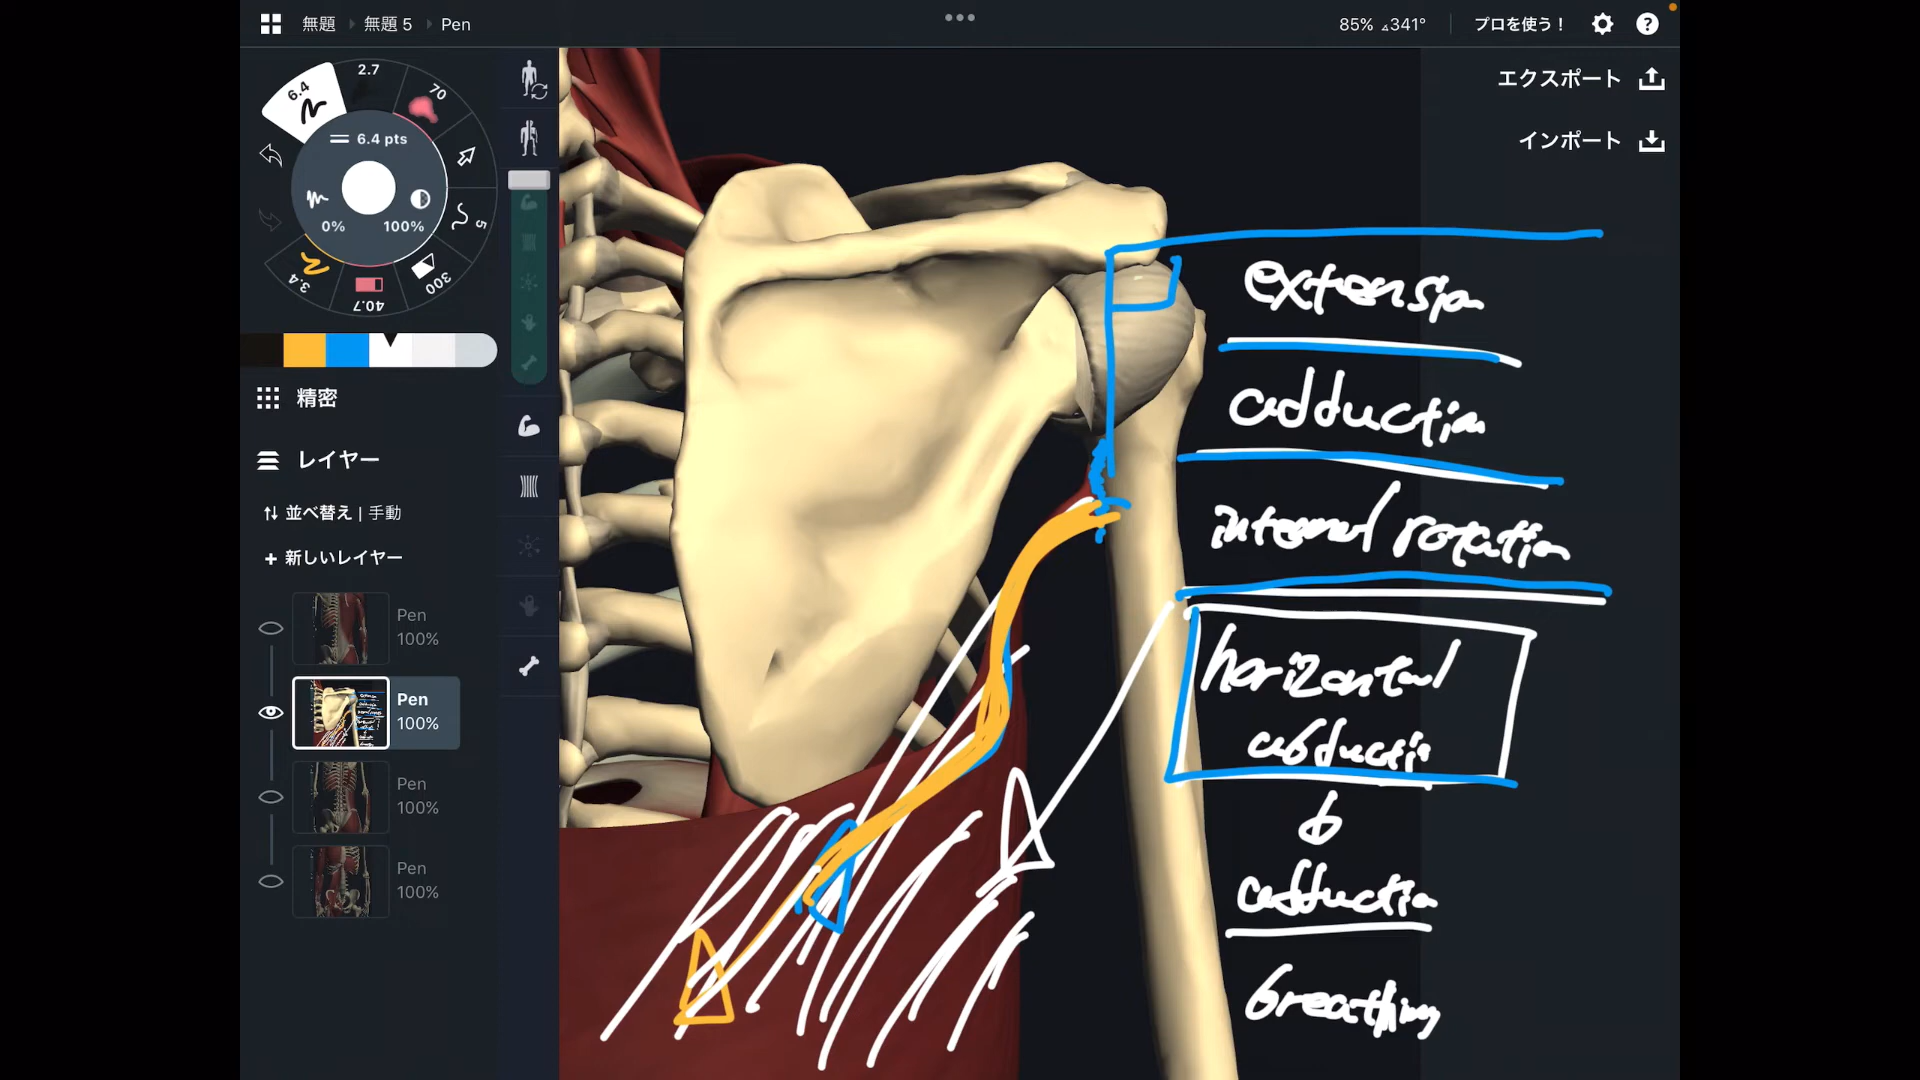 無題 無題 5 Pen
85% ⊿341°
プロを使う!
エクスポート
インポート
2.7
6.4
70
6.4 pts
5
0%
100%
3.4
40.7
300
精密
レイヤー
並べ替え | 手動
+ 新しいレイヤー
Pen
100%
Pen
100%
Pen
100%
Pen
100%
extension
adduction
internal rotation
horizontal
abduction
adduction
breathing